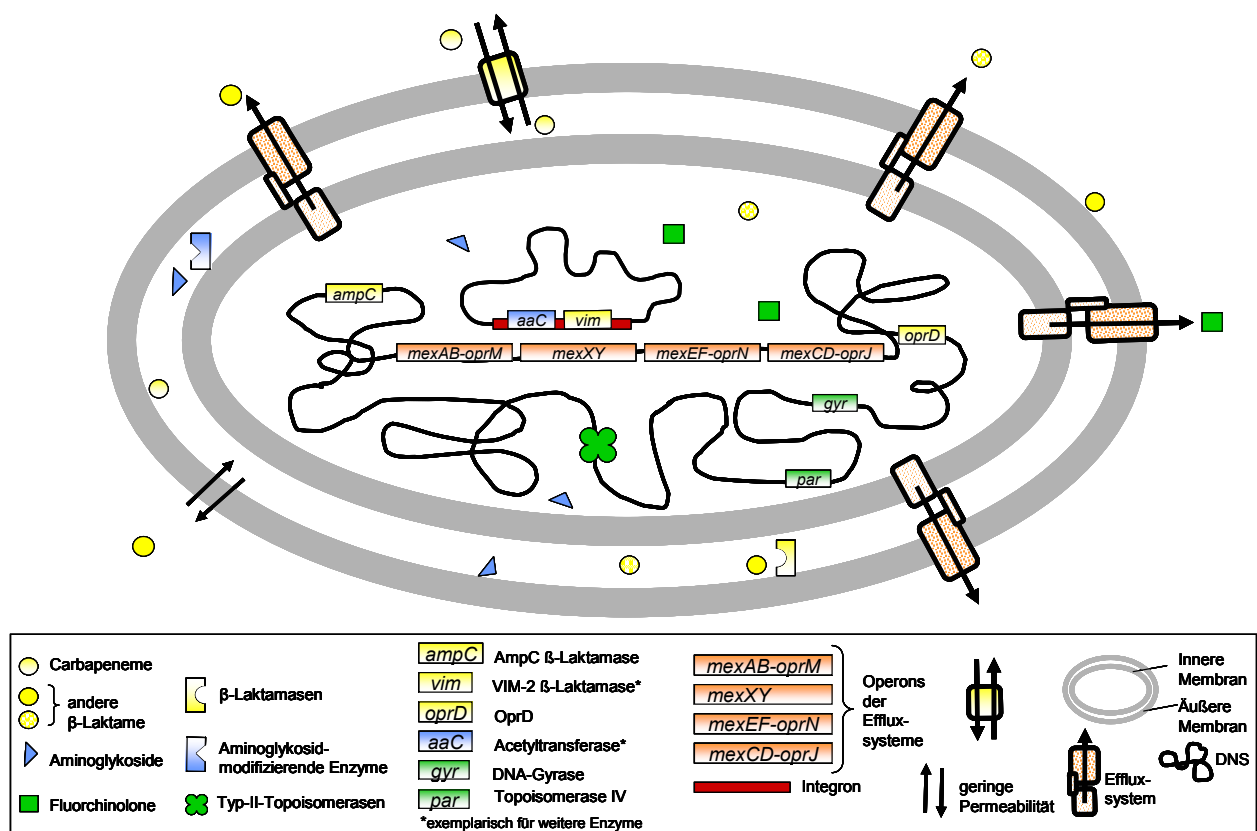 ampC
aaC
vim
mexAB-oprM
mexXY
mexEF-oprN
mexCD-oprJ
oprD
gyr
par
Carbapeneme
andere
β-Laktame
Aminoglykoside
Fluorchinolone
β-Laktamasen
Aminoglykosid-
modifizierende Enzyme
Typ-II-Topoisomerasen
ampC AmpC ß-Laktamase
vim VIM-2 ß-Laktamase*
oprD OprD
aaC Acetyltransferase*
gyr DNA-Gyrase
par Topoisomerase IV
*exemplarisch für weitere Enzyme
mexAB-oprM
mexXY
mexEF-oprN
mexCD-oprJ
Operons
der
Efflux-
systeme
Integron
geringe
Permeabilität
Innere
Membran
Äußere
Membran
Efflux-
system
DNS